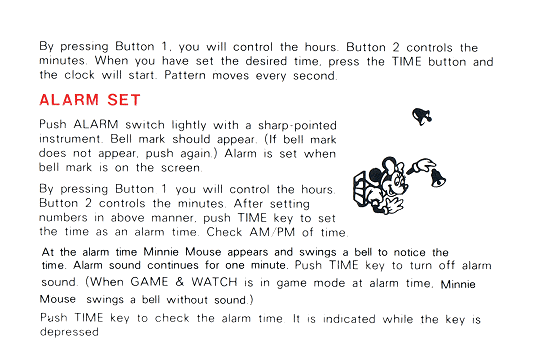 By pressing Button 1, you will control the hours. Button 2 controls the
minutes. When you have set the desired time, press the TIME button and
the clock will start. Pattern moves every second.
ALARM SET
Push ALARM switch lightly with a sharp-pointed
instrument. Bell mark should appear. (If bell mark
does not appear, push again.) Alarm is set when
bell mark is on the screen.
By pressing Button 1 you will control the hours.
Button 2 controls the minutes. After setting
numbers in above manner, push TIME key to set
the time as an alarm time. Check AM/PM of time.
At the alarm time Minnie Mouse appears and swings a bell to notice the
time. Alarm sound continues for one minute. Push TIME key to turn off alarm
sound. (When GAME & WATCH is in game mode at alarm time, Minnie
Mouse swings a bell without sound.)
Push TIME key to check the alarm time. It is indicated while the key is
depressed